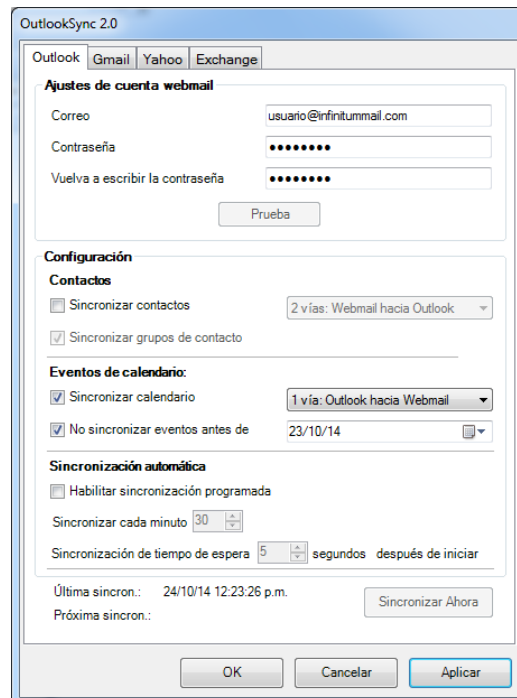 OutlookSync 2.0
Outlook Gmail Yahoo Exchange
Ajustes de cuenta webmail
Correo usuario@infinitummail.com
Contraseña ●●●●●●●●
Vuelva a escribir la contraseña ●●●●●●●●
Prueba
Configuración
Contactos
Sincronizar contactos 2 vías: Webmail hacia Outlook
Sincronizar grupos de contacto
Eventos de calendario:
Sincronizar calendario 1 vía: Outlook hacia Webmail
No sincronizar eventos antes de 23/10/14
Sincronización automática
Habilitar sincronización programada
Sincronizar cada minuto 30
Sincronización de tiempo de espera 5 segundos después de iniciar
Última sincron.: 24/10/14 12:23:26 p.m.
Sincronizar Ahora
Próxima sincron.:
OK Cancelar Aplicar